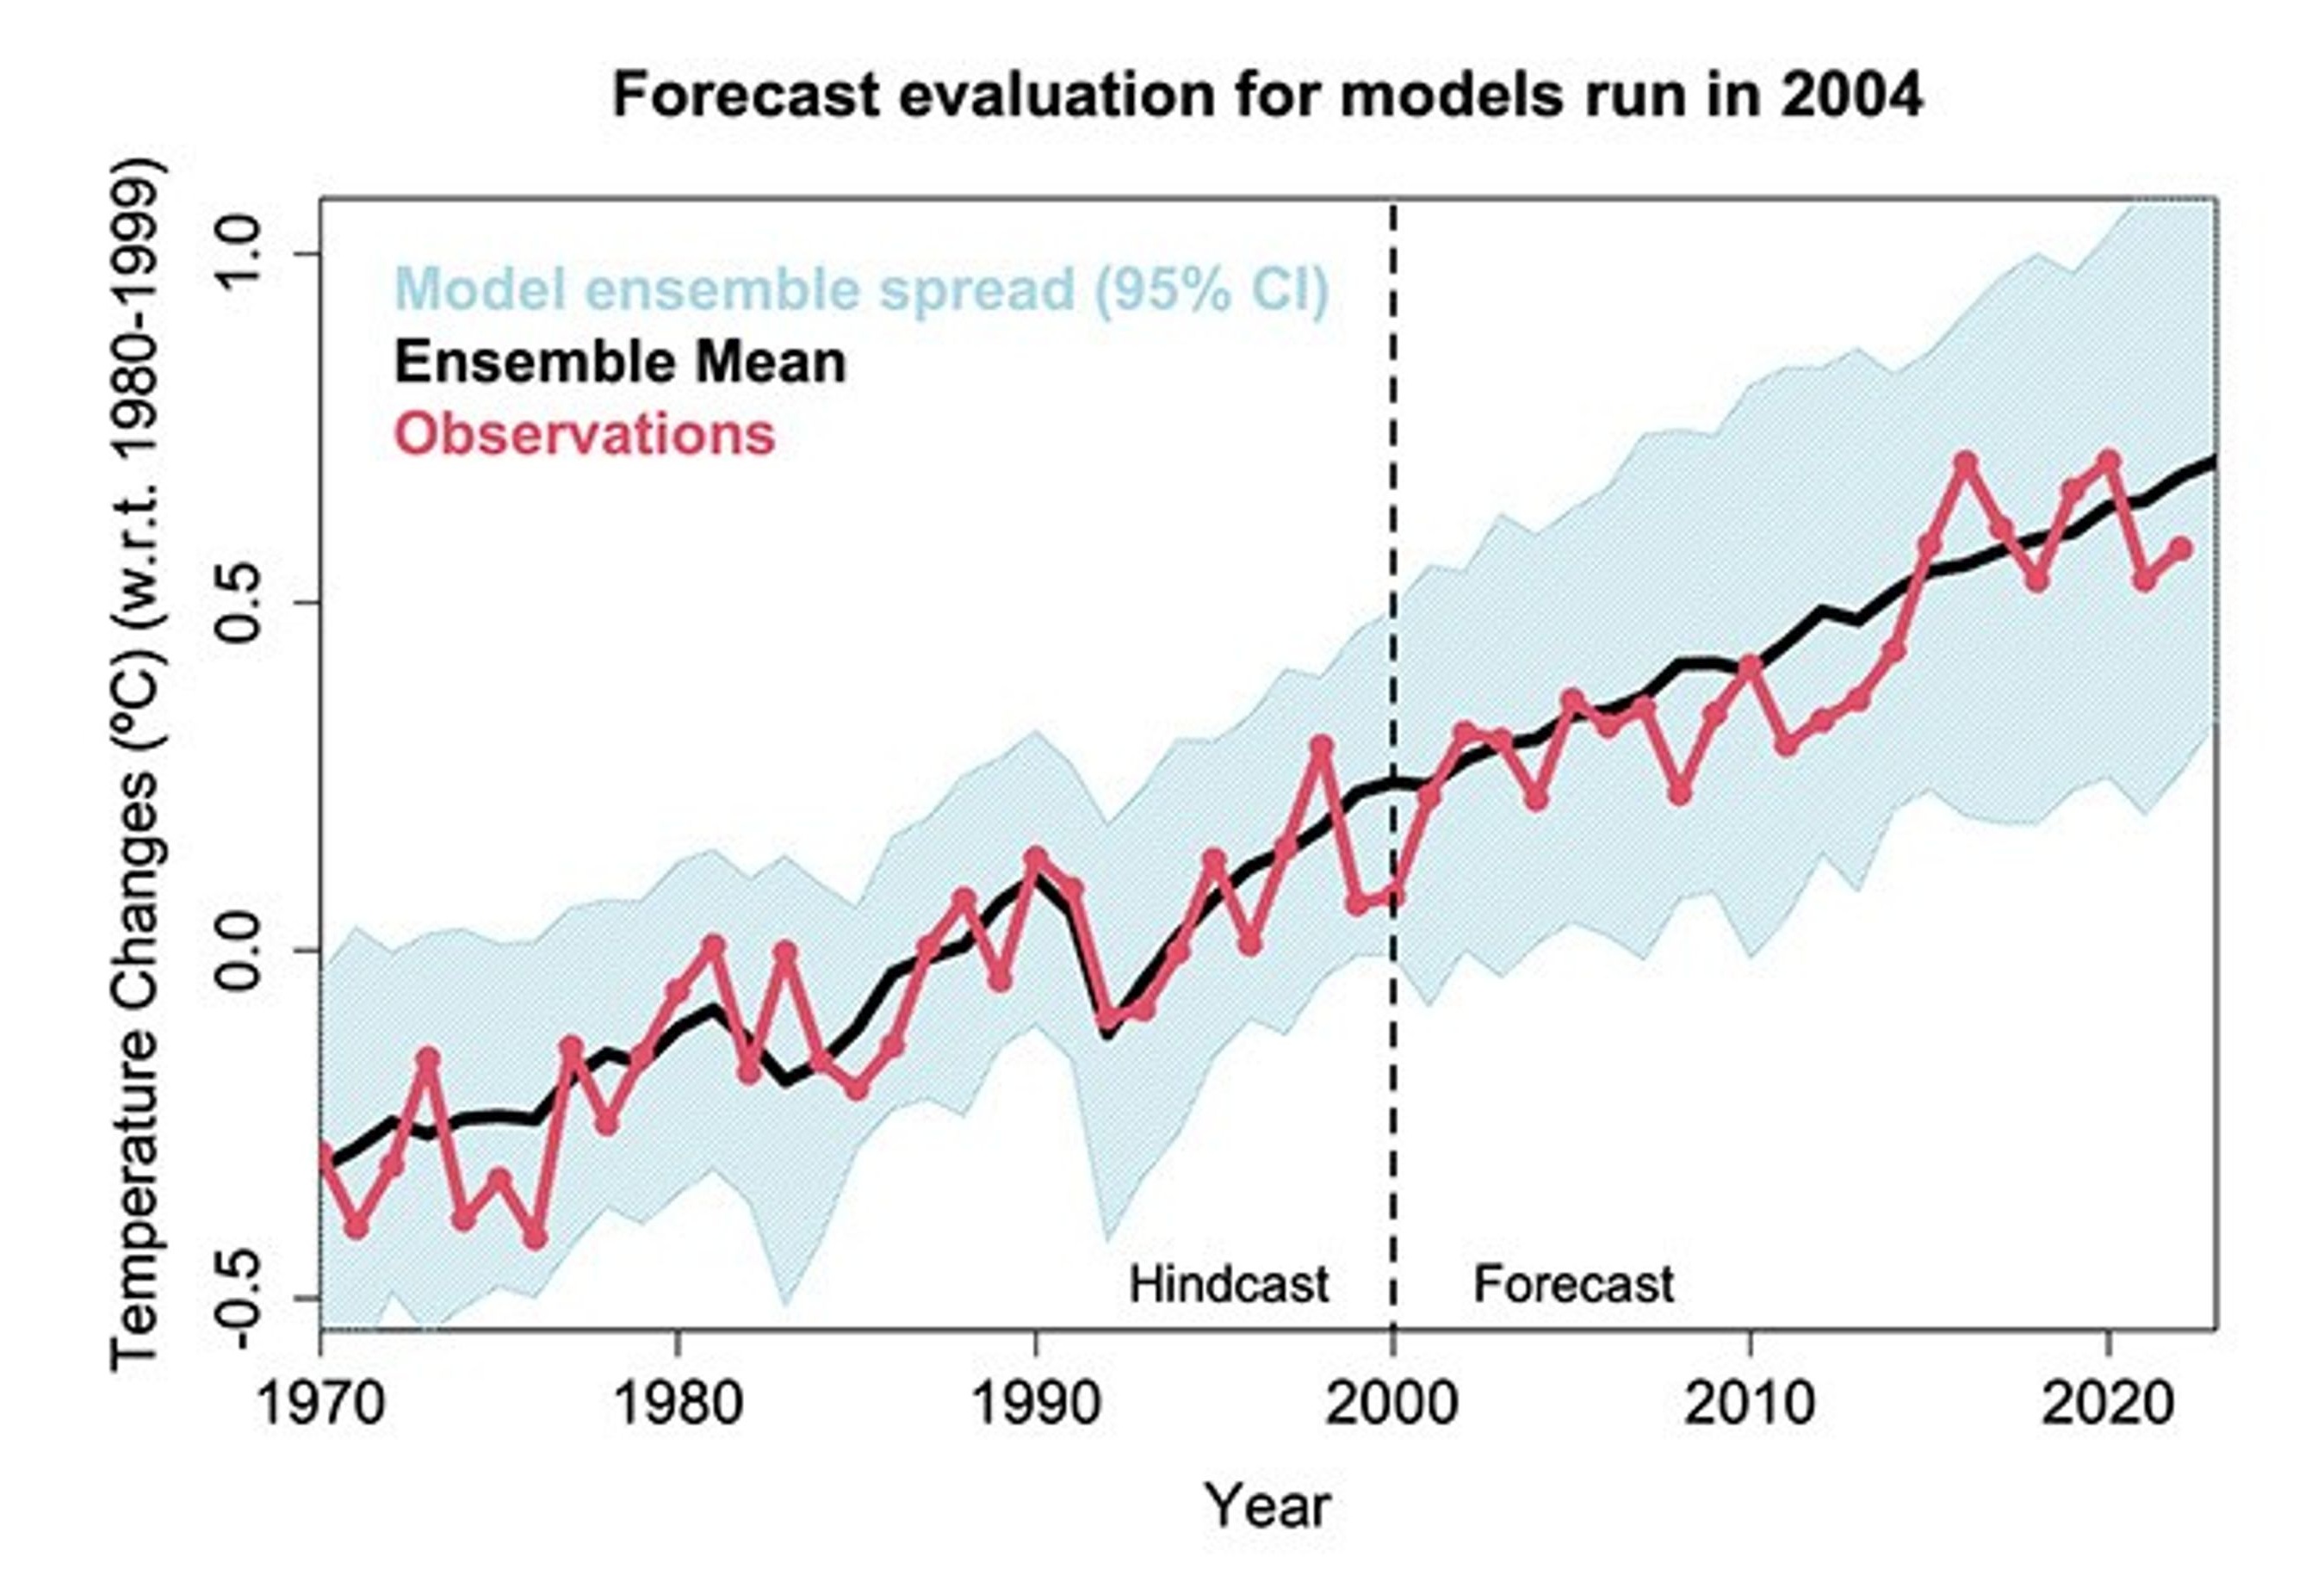 Forecast evaluation for models run in 2004
Temperature Changes (ºC) (w.r.t. 1980-1999)
1.0
0.5
0.0
-0.5
Model ensemble spread (95% CI)
Ensemble Mean
Observations
Hindcast
Forecast
1970
1980
1990
2000
2010
2020
Year